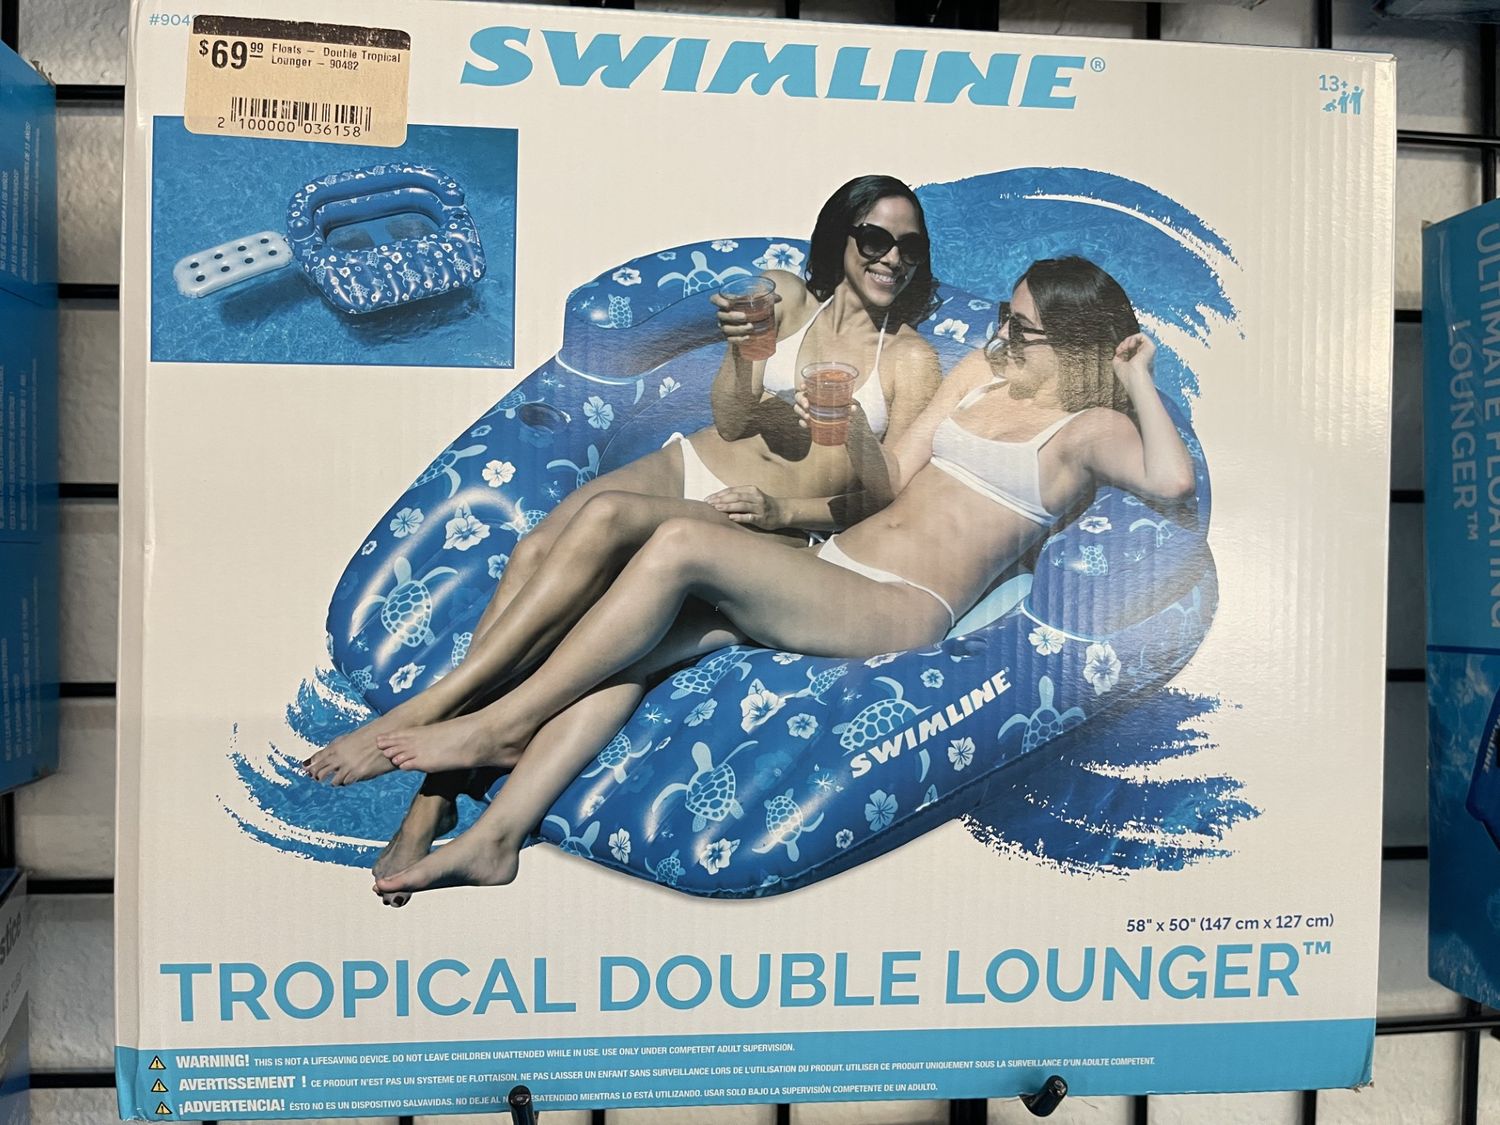 #904
$69.99 Floats — Double Tropical
Lounger — 90482
2 100000 036158
SWIMLINE®
13+
SWIMLINE
58" x 50" (147 cm x 127 cm)
TROPICAL DOUBLE LOUNGER™
WARNING! THIS IS NOT A LIFESAVING DEVICE. DO NOT LEAVE CHILDREN UNATTENDED WHILE IN USE. USE ONLY UNDER COMPETENT ADULT SUPERVISION.
AVERTISSEMENT ! CE PRODUIT N'EST PAS UN SYSTEME DE FLOTTAISON. NE PAS LAISSER UN ENFANT SANS SURVEILLANCE LORS DE L'UTILISATION DU PRODUIT. UTILISER CE PRODUIT UNIQUEMENT SOUS LA SURVEILLANCE D'UN ADULTE COMPETENT.
¡ADVERTENCIA! ÉSTO NO ES UN DISPOSITIVO SALVAVIDAS. NO DEJE AL N ESATENDIDO MIENTRAS LO ESTÁ UTILIZANDO. USAR SOLO BAJO LA SUPERVISIÓN COMPETENTE DE UN ADULTO.
ULTIMATE FLOATING
LOUNGER™